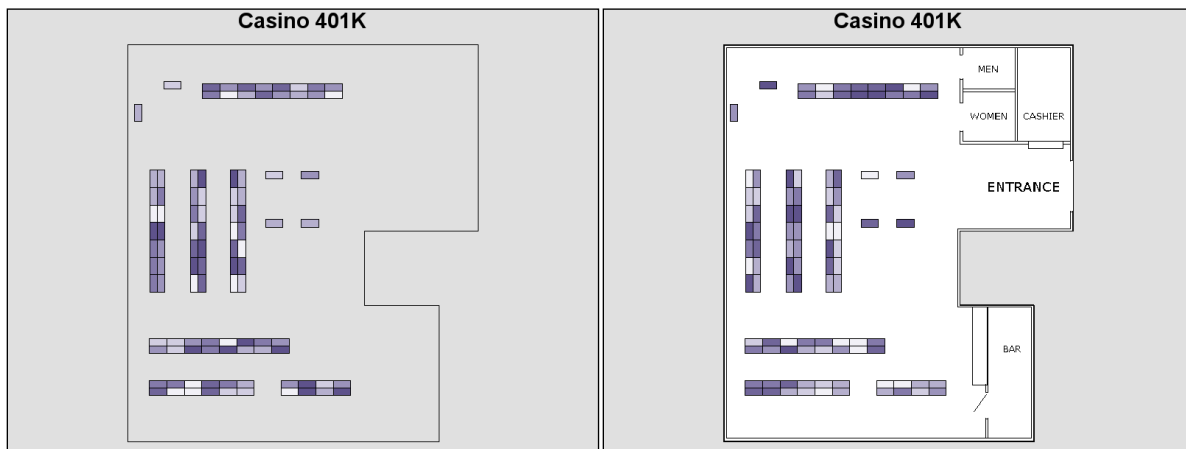 Casino 401K
Casino 401K
MEN
WOMEN
CASHIER
ENTRANCE
BAR